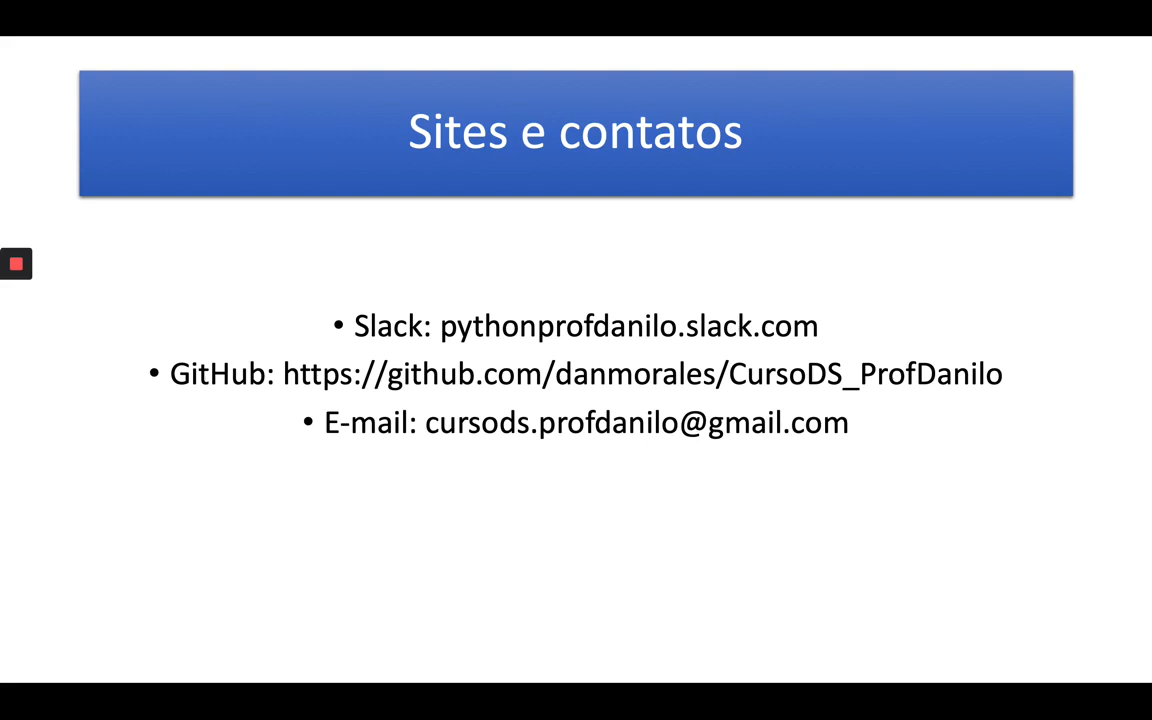 Sites e contatos
• Slack: pythonprofdanilo.slack.com
• GitHub: https://github.com/danmorales/CursoDS_ProfDanilo
• E-mail: cursods.profdanilo@gmail.com